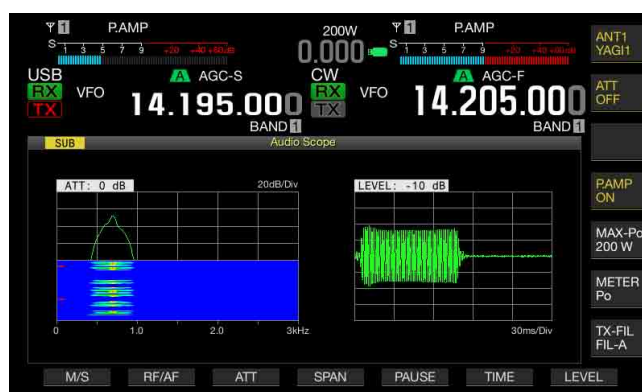 1 P.AMP 200W 1 P.AMP
S 1 3 5 7 9 +20 +40 +60dB 0.000 S 1 3 5 7 9 +20 +40 +60dB
USB A AGC-S CW A AGC-F
RX VFO 14.195.000 RX VFO 14.205.000
TX BAND 1 TX BAND 1
SUB Audio Scope
ATT: 0 dB 20dB/Div LEVEL: -10 dB
0 1.0 2.0 3kHz 30ms/Div
M/S RF/AF ATT SPAN PAUSE TIME LEVEL
ANT1
YAGI1
ATT
OFF
P.AMP
ON
MAX-Po
200 W
METER
Po
TX-FIL
FIL-A